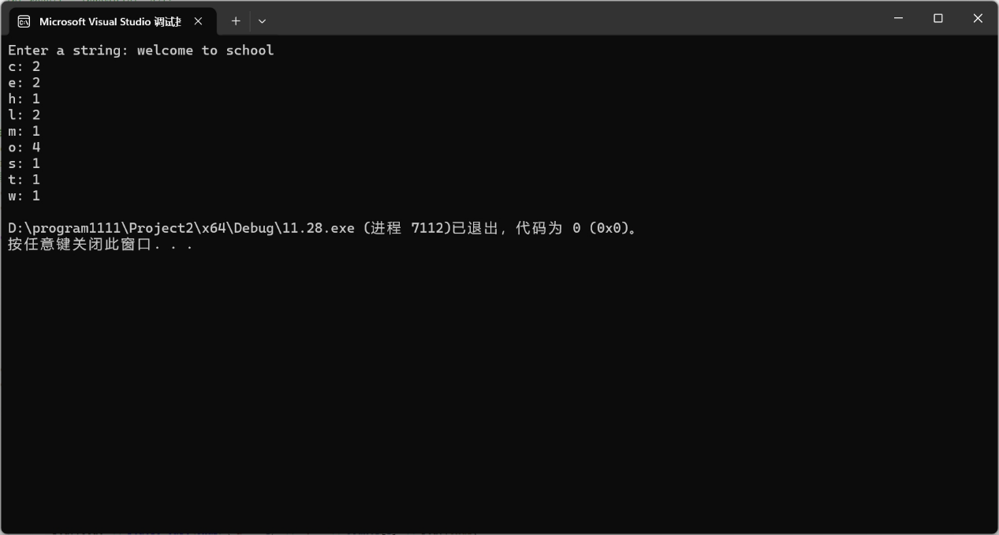 Microsoft Visual Studio 调试
Enter a string: welcome to school
c: 2
e: 2
h: 1
l: 2
m: 1
o: 4
s: 1
t: 1
w: 1
D:\program1111\Project2\x64\Debug\11.28.exe (进程 7112)已退出，代码为 0 (0x0)。
按任意键关闭此窗口. . .